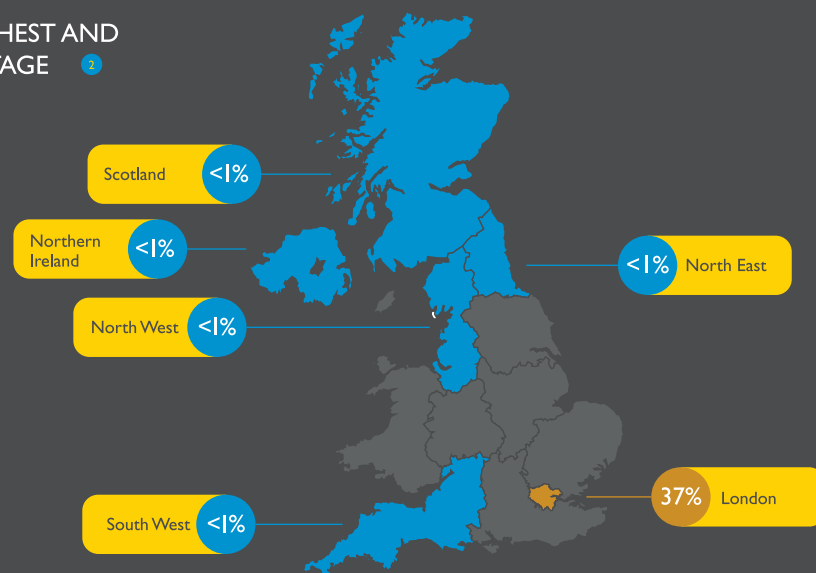 HEST AND
TAGE 2
Scotland <1%
Northern
Ireland
<1%
<1% North East
North West <1%
37% London
South West <1%